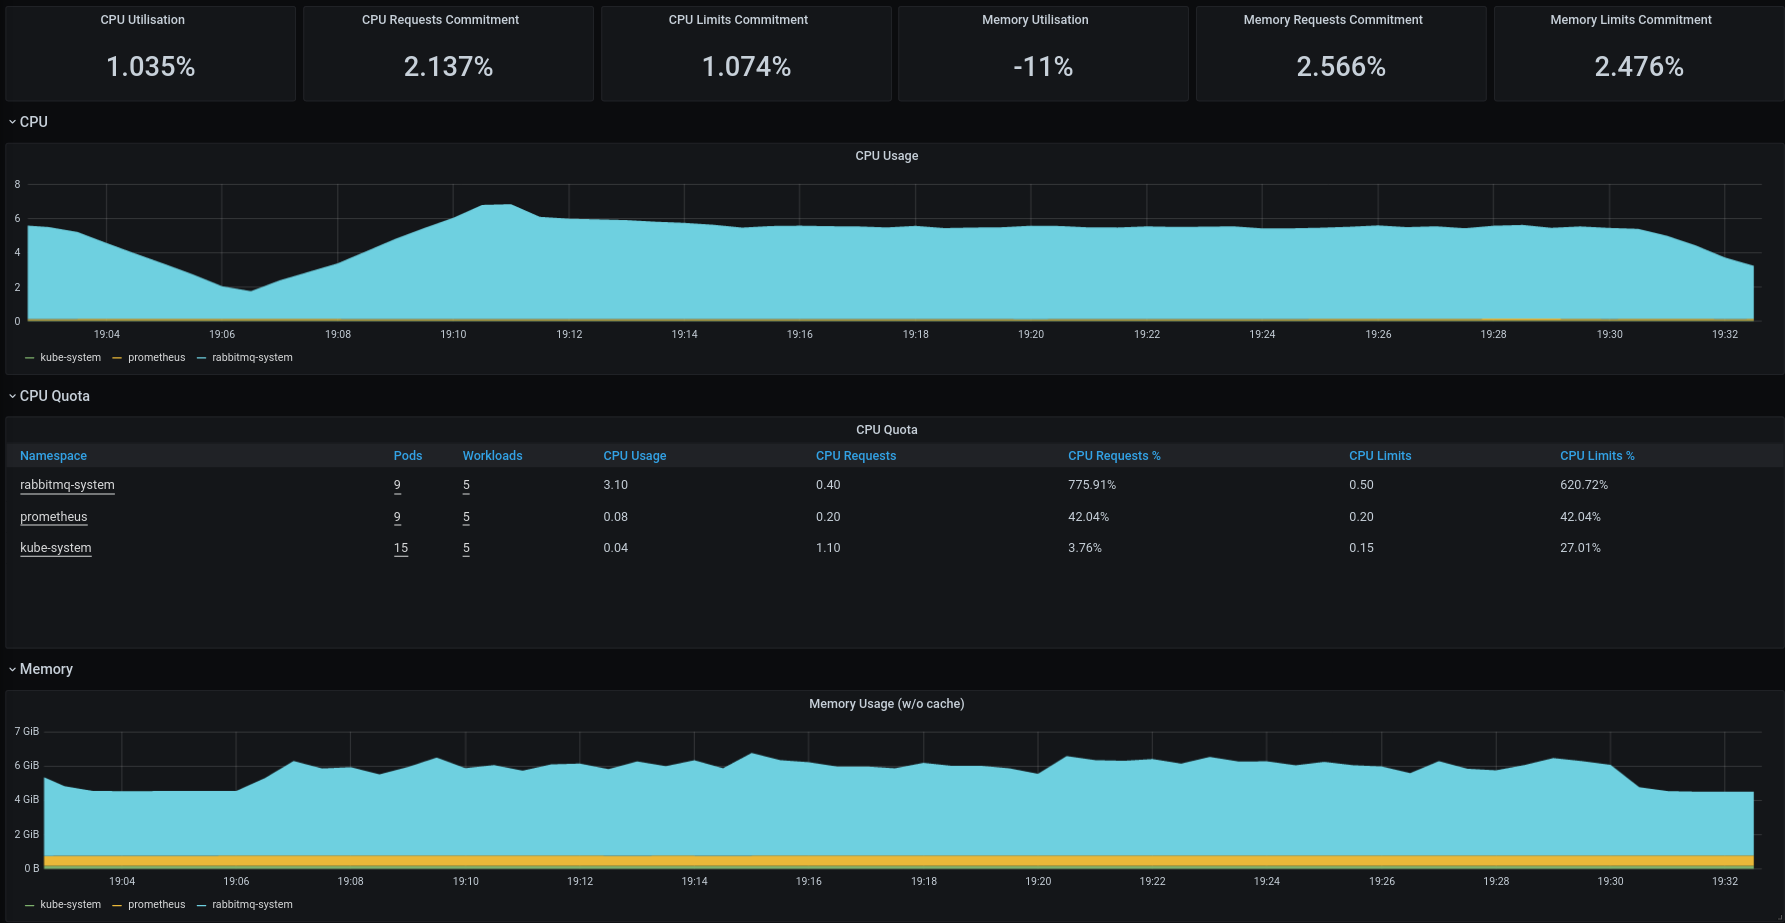 CPU Utilisation CPU Requests Commitment CPU Limits Commitment Memory Utilisation Memory Requests Commitment Memory Limits Commitment
1.035% 2.137% 1.074% -11% 2.566% 2.476%
CPU
CPU Usage
8
6
4
2
0
19:04 19:06 19:08 19:10 19:12 19:14 19:16 19:18 19:20 19:22 19:24 19:26 19:28 19:30 19:32
kube-system prometheus rabbitmq-system
CPU Quota
CPU Quota
Namespace Pods Workloads CPU Usage CPU Requests CPU Requests % CPU Limits CPU Limits %
rabbitmq-system 9 5 3.10 0.40 775.91% 0.50 620.72%
prometheus 9 5 0.08 0.20 42.04% 0.20 42.04%
kube-system 15 5 0.04 1.10 3.76% 0.15 27.01%
Memory
Memory Usage (w/o cache)
7 GiB
6 GiB
4 GiB
2 GiB
0 B
19:04 19:06 19:08 19:10 19:12 19:14 19:16 19:18 19:20 19:22 19:24 19:26 19:28 19:30 19:32
kube-system prometheus rabbitmq-system